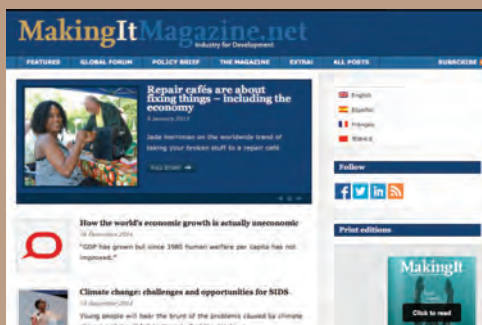 MakingItMagazine.net
Industry for Development
FEATURES GLOBAL FORUM POLICY BRIEF THE MAGAZINE EXTRA! ALL POSTS SUBSCRIBE
Repair cafés are about
fixing things – including the
economy
Jade Herriman on the worldwide trend of
taking your broken stuff to a repair café
FULL STORY
How the world's economic growth is actually uneconomic
"GDP has grown but since 1980 human welfare per capita has not
improved."
Climate change: challenges and opportunities for SIDS
Young people will bear the brunt of the problems caused by climate
English
Español
Français
Follow
Print editions
MakingIt
Click to read